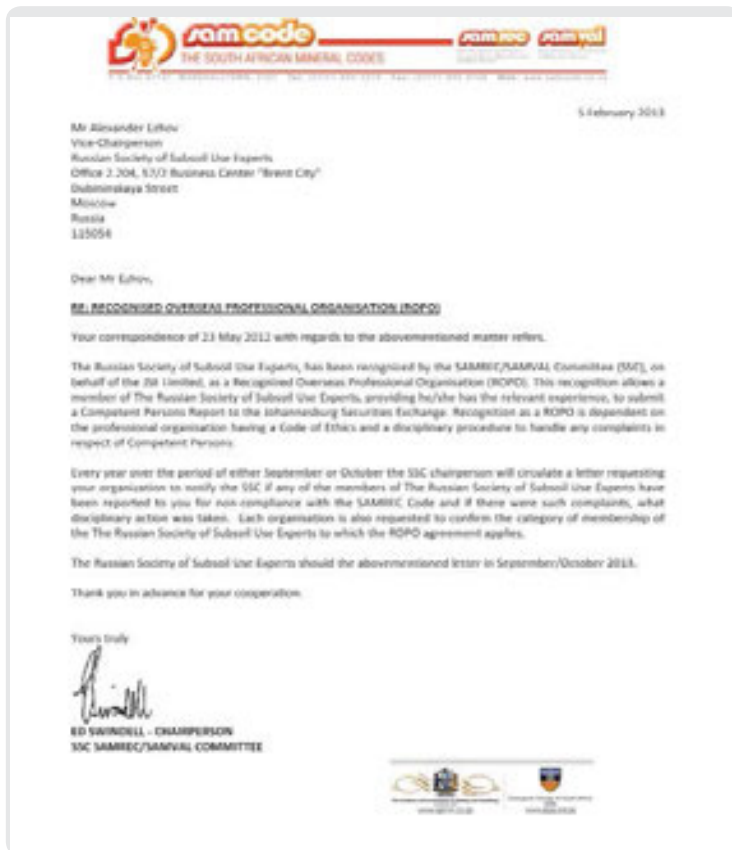 samcode
samrec samval
THE SOUTH AFRICAN MINERAL CODES
5 February 2013
Mr Alexander
Vice-Chairperson
Russian Society of Subsoil Use Experts
Office 2.204, 57/2 Business Center "Brent City"
Dubininskaya Street
Moscow
Russia
115054
Dear Mr
RE: RECOGNISED OVERSEAS PROFESSIONAL ORGANISATION (ROPO)
Your correspondence of 23 May 2012 with regards to the abovementioned matter refers.
The Russian Society of Subsoil Use Experts, has been recognized by the SAMREC/SAMVAL Committee (SSC), on
behalf of the JSE Limited, as a Recognized Overseas Professional Organisation (ROPO). This recognition allows a
member of The Russian Society of Subsoil Use Experts, providing he/she has the relevant experience, to submit
a Competent Persons Report to the Johannesburg Securities Exchange. Recognition as a ROPO is dependent on
the professional organisation having a Code of Ethics and a disciplinary procedure to handle any complaints in
respect of Competent Persons.
Every year over the period of either September or October the SSC chairperson will circulate a letter requesting
your organization to notify the SSC if any of the members of The Russian Society of Subsoil Use Experts have
been reported to you for non compliance with the SAMREC Code and if there were such complaints, what
disciplinary action was taken. Each organisation is also requested to confirm the category of membership of
the The Russian Society of Subsoil Use Experts to which the ROPO agreement applies.
The Russian Society of Subsoil Use Experts should the abovementioned letter in September/October 2013.
Thank you in advance for your cooperation.
Yours truly
ED SWINDELL - CHAIRPERSON
SSC SAMREC/SAMVAL COMMITTEE